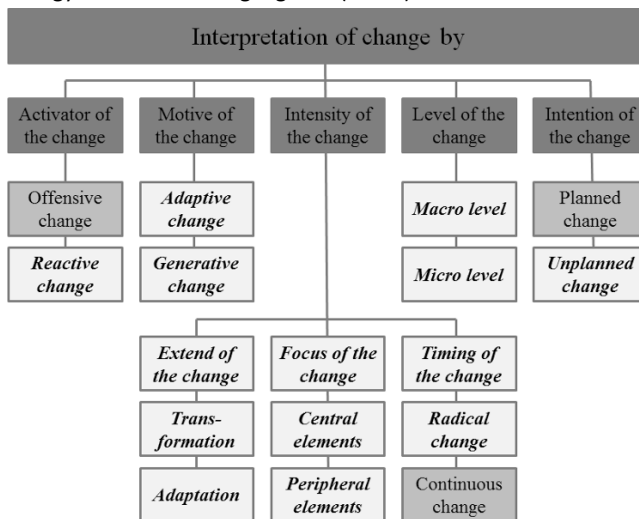 Interpretation of change by
Activator of
the change
Motive of
the change
Intensity of
the change
Level of the
change
Intention of
the change
Offensive
change
Adaptive
change
Macro level
Planned
change
Reactive
change
Generative
change
Micro level
Unplanned
change
Extend of
the change
Focus of the
change
Timing of
the change
Trans-
formation
Central
elements
Radical
change
Adaptation
Peripheral
elements
Continuous
change